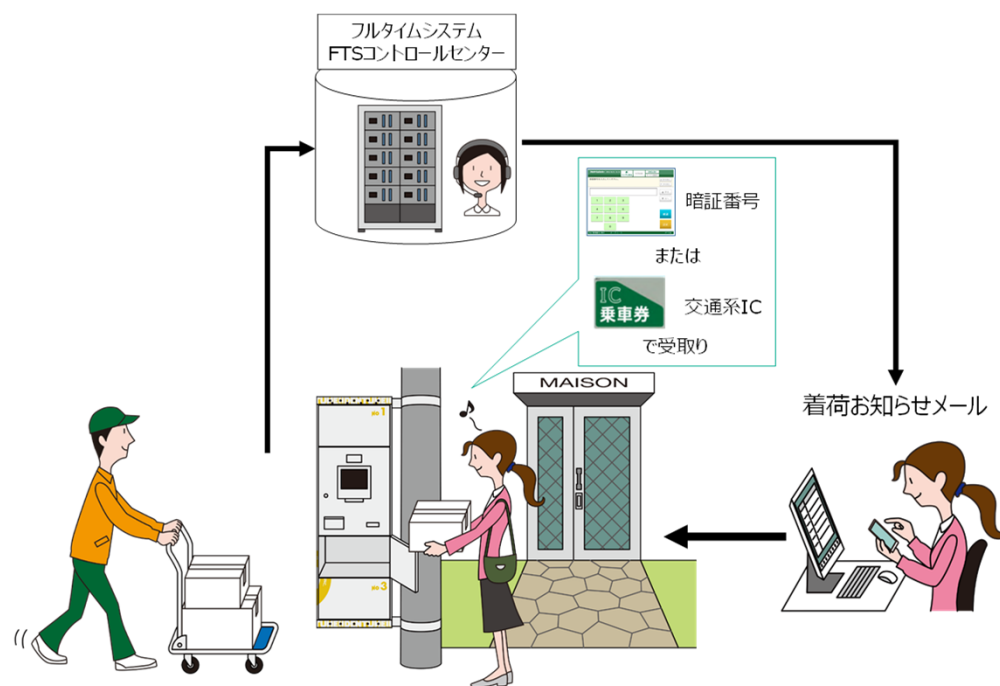 フルタイムシステム
FTSコントロールセンター
暗証番号
または
IC
乗車券
交通系IC
で受取り
MAISON
着荷お知らせメール
1
3